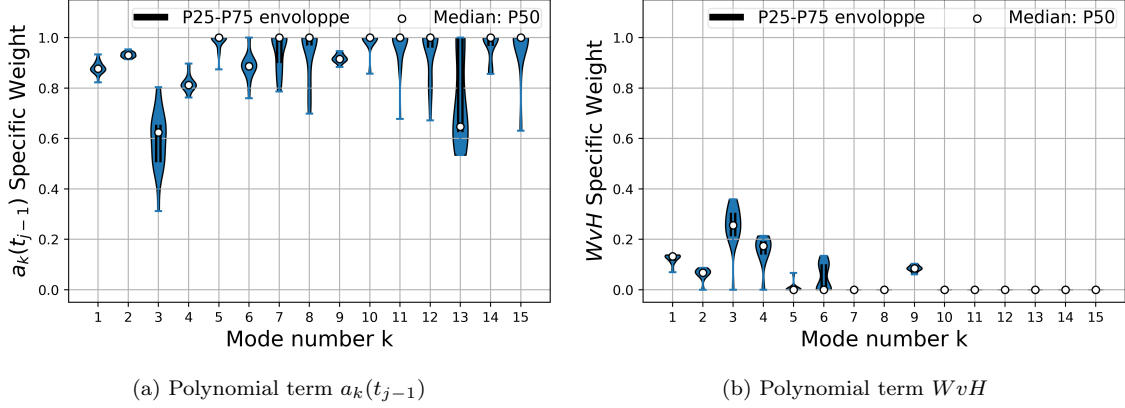 P25-P75 envoloppe Median: P50
1.0
0.8
0.6
0.4
0.2
0.0
a_k(t_{j−1}) Specific Weight
1 2 3 4 5 6 7 8 9 10 11 12 13 14 15
Mode number k
(a) Polynomial term a_k(t_{j−1})
P25-P75 envoloppe Median: P50
1.0
0.8
0.6
0.4
0.2
0.0
WvH Specific Weight
1 2 3 4 5 6 7 8 9 10 11 12 13 14 15
Mode number k
(b) Polynomial term WvH